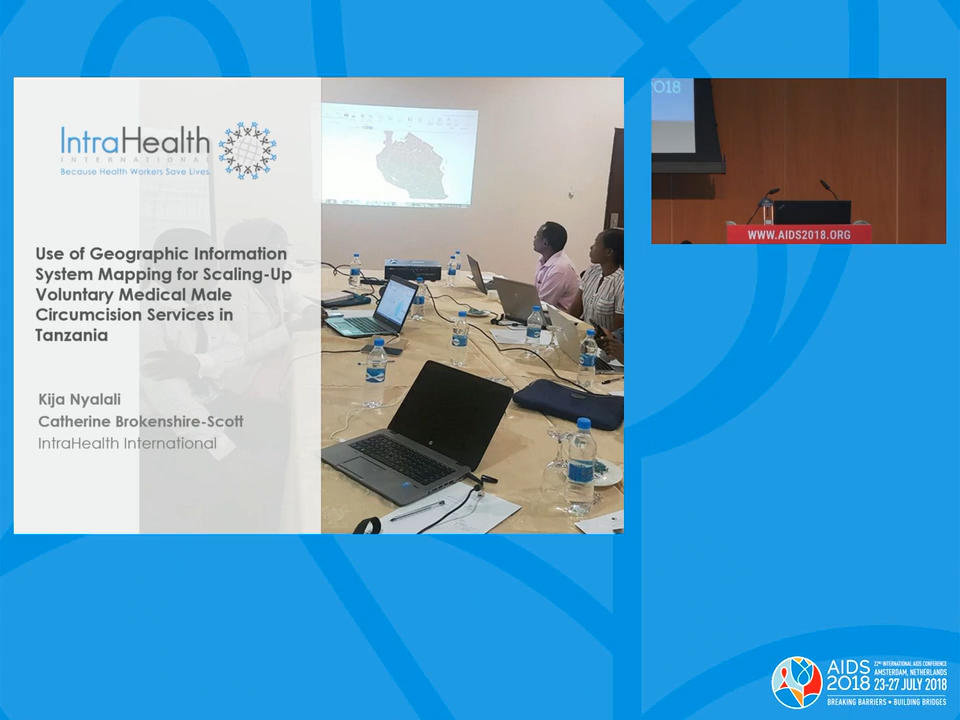 IntraHealth
INTERNATIONAL
Because Health Workers Save Lives.
Use of Geographic Information
System Mapping for Scaling-Up
Voluntary Medical Male
Circumcision Services in
Tanzania
Kija Nyalali
Catherine Brokenshire-Scott
IntraHealth International
2018
WWW.AIDS2018.ORG
AIDS
2018
22ND INTERNATIONAL AIDS CONFERENCE
AMSTERDAM, NETHERLANDS
23-27 JULY 2018
BREAKING BARRIERS • BUILDING BRIDGES